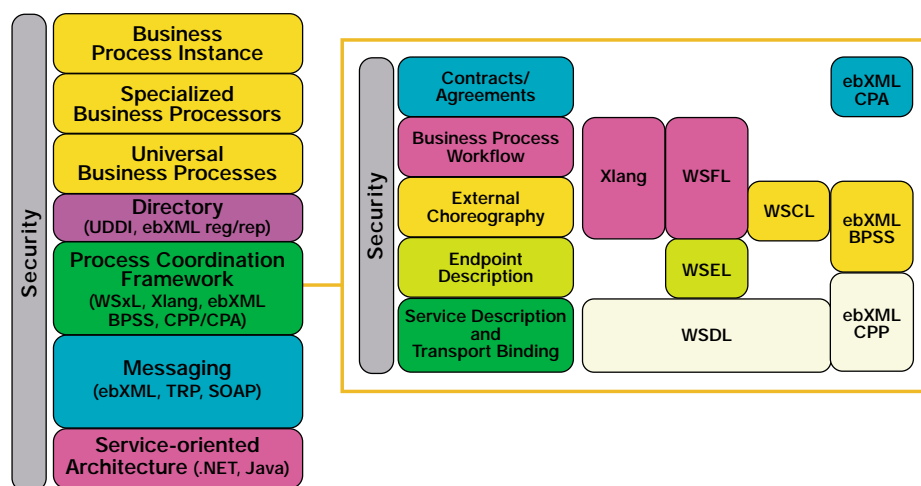 Security
Business
Process Instance
Specialized
Business Processors
Universal
Business Processes
Directory
(UDDI, ebXML reg/rep)
Process Coordination
Framework
(WSxL, Xlang, ebXML
BPSS, CPP/CPA)
Messaging
(ebXML, TRP, SOAP)
Service-oriented
Architecture (.NET, Java)
Security
Contracts/
Agreements
Business Process
Workflow
External
Choreography
Endpoint
Description
Service Description
and
Transport Binding
Xlang
WSFL
WSEL
WSDL
WSCL
ebXML
CPA
ebXML
BPSS
ebXML
CPP